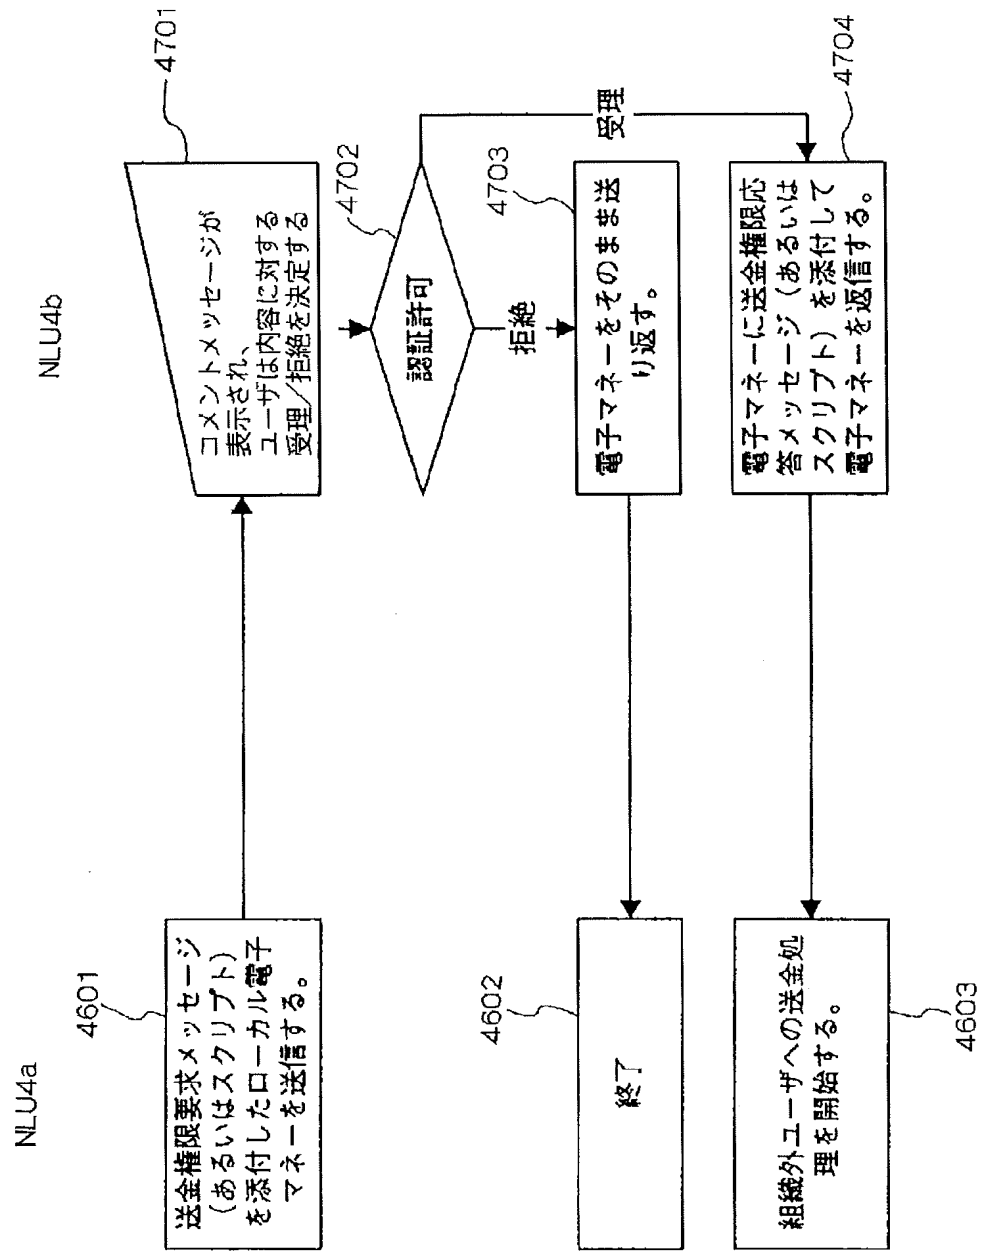 NLU4a
NLU4b
4601
送金権限要求メッセージ
(あるいはスクリプト)
を添付したローカル電子
マネーを送信する。
4701
コメントメッセージが
表示され、
ユーザは内容に対する
受理/拒絶を決定する
4702
認証許可
拒絶
受理
4703
電子マネーをそのまま送
り返す。
4602
終了
4704
電子マネーに送金権限応
答メッセージ(あるいは
スクリプト)を添付して
電子マネーを返信する。
4603
組織外ユーザへの送金処
理を開始する。